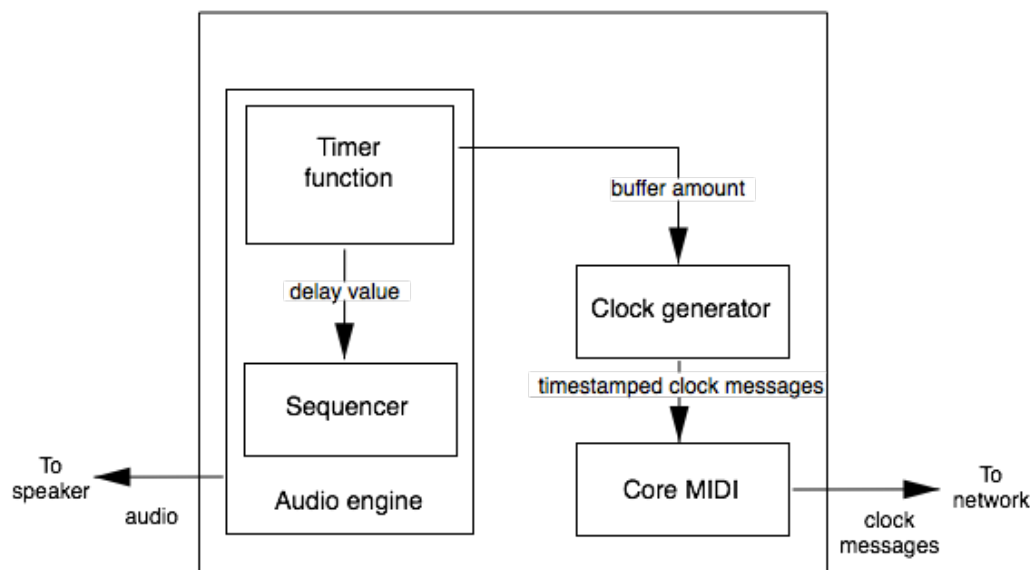 Timer
function
buffer amount
delay value
Clock generator
timestamped clock messages
Sequencer
To
speaker
audio
Audio engine
Core MIDI
To
network
clock
messages